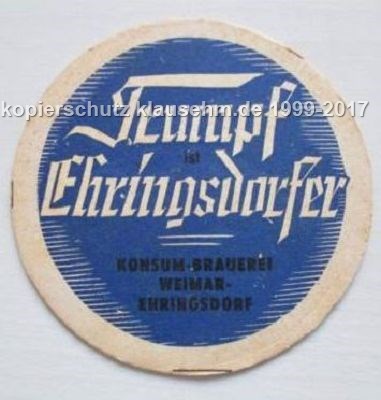 kopierschutz.klausehm.de 1999-2017
Trumpf
ist
Ehringsdorfer
KONSUM-BRAUEREI
WEIMAR-
EHRINGSDORF